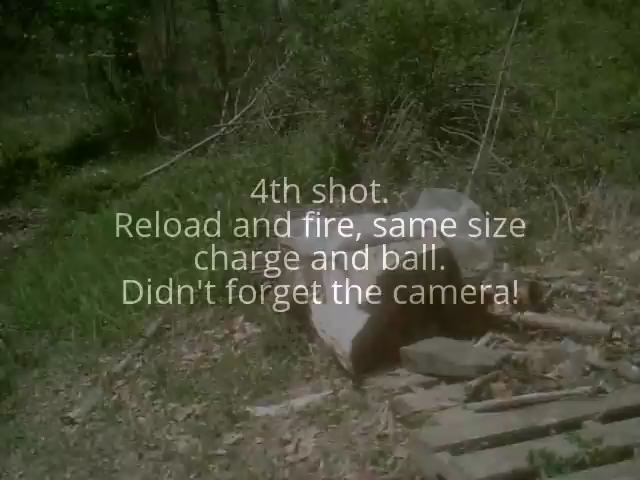 4th shot.
Reload and fire, same size
charge and ball.
Didn't forget the camera!